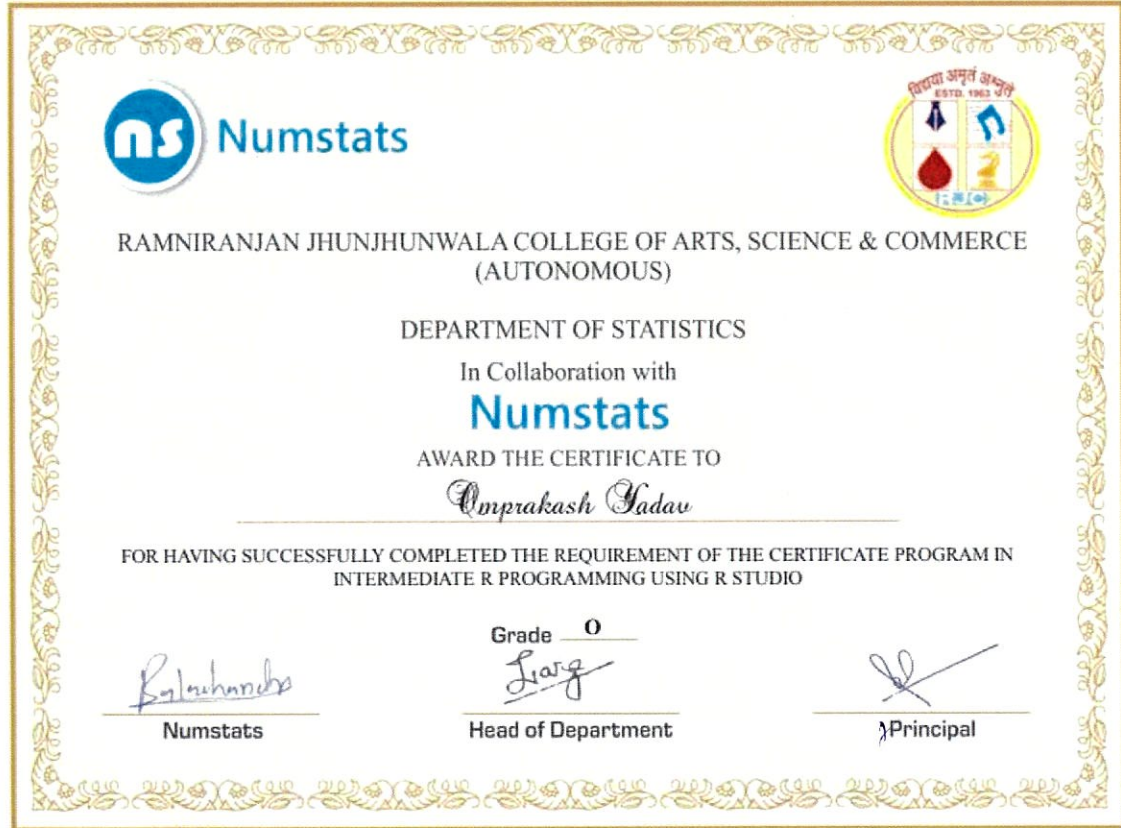 ns Numstats
विद्यया अमृतं अश्नुते
ESTD. 1963
RAMNIRANJAN JHUNJHUNWALA COLLEGE OF ARTS, SCIENCE & COMMERCE
(AUTONOMOUS)
DEPARTMENT OF STATISTICS
In Collaboration with
Numstats
AWARD THE CERTIFICATE TO
Omprakash Yadav
FOR HAVING SUCCESSFULLY COMPLETED THE REQUIREMENT OF THE CERTIFICATE PROGRAM IN
INTERMEDIATE R PROGRAMMING USING R STUDIO
Grade O
Numstats
Head of Department
Principal